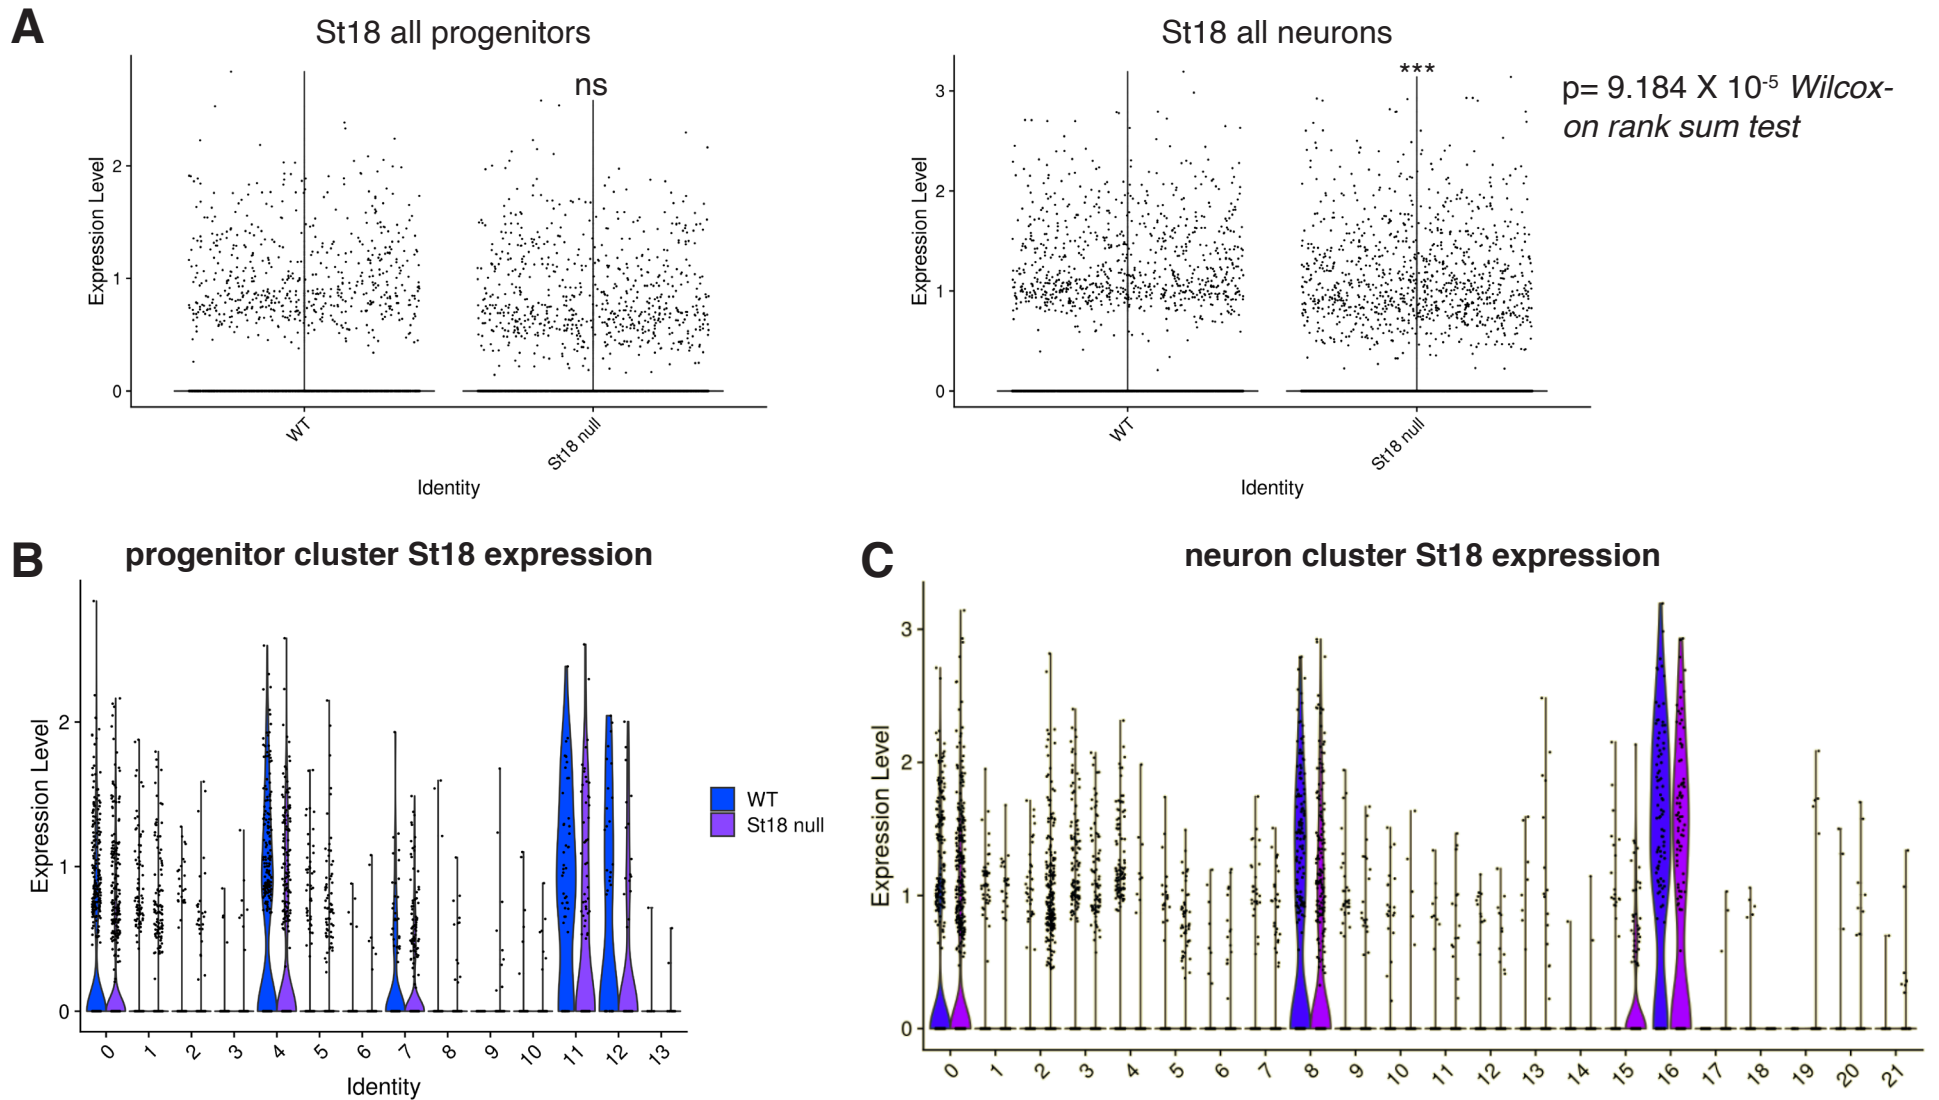 A
St18 all progenitors
ns
Expression Level
2
1
0
WT
St18 null
Identity
St18 all neurons
***
p= 9.184 X 10-5 Wilcox-
on rank sum test
Expression Level
3
2
1
0
WT
St18 null
Identity
B
progenitor cluster St18 expression
Expression Level
2
1
0
0 1 2 3 4 5 6 7 8 9 10 11 12 13
Identity
WT
St18 null
C
neuron cluster St18 expression
Expression Level
3
2
1
0
0 1 2 3 4 5 6 7 8 9 10 11 12 13 14 15 16 17 18 19 20 21